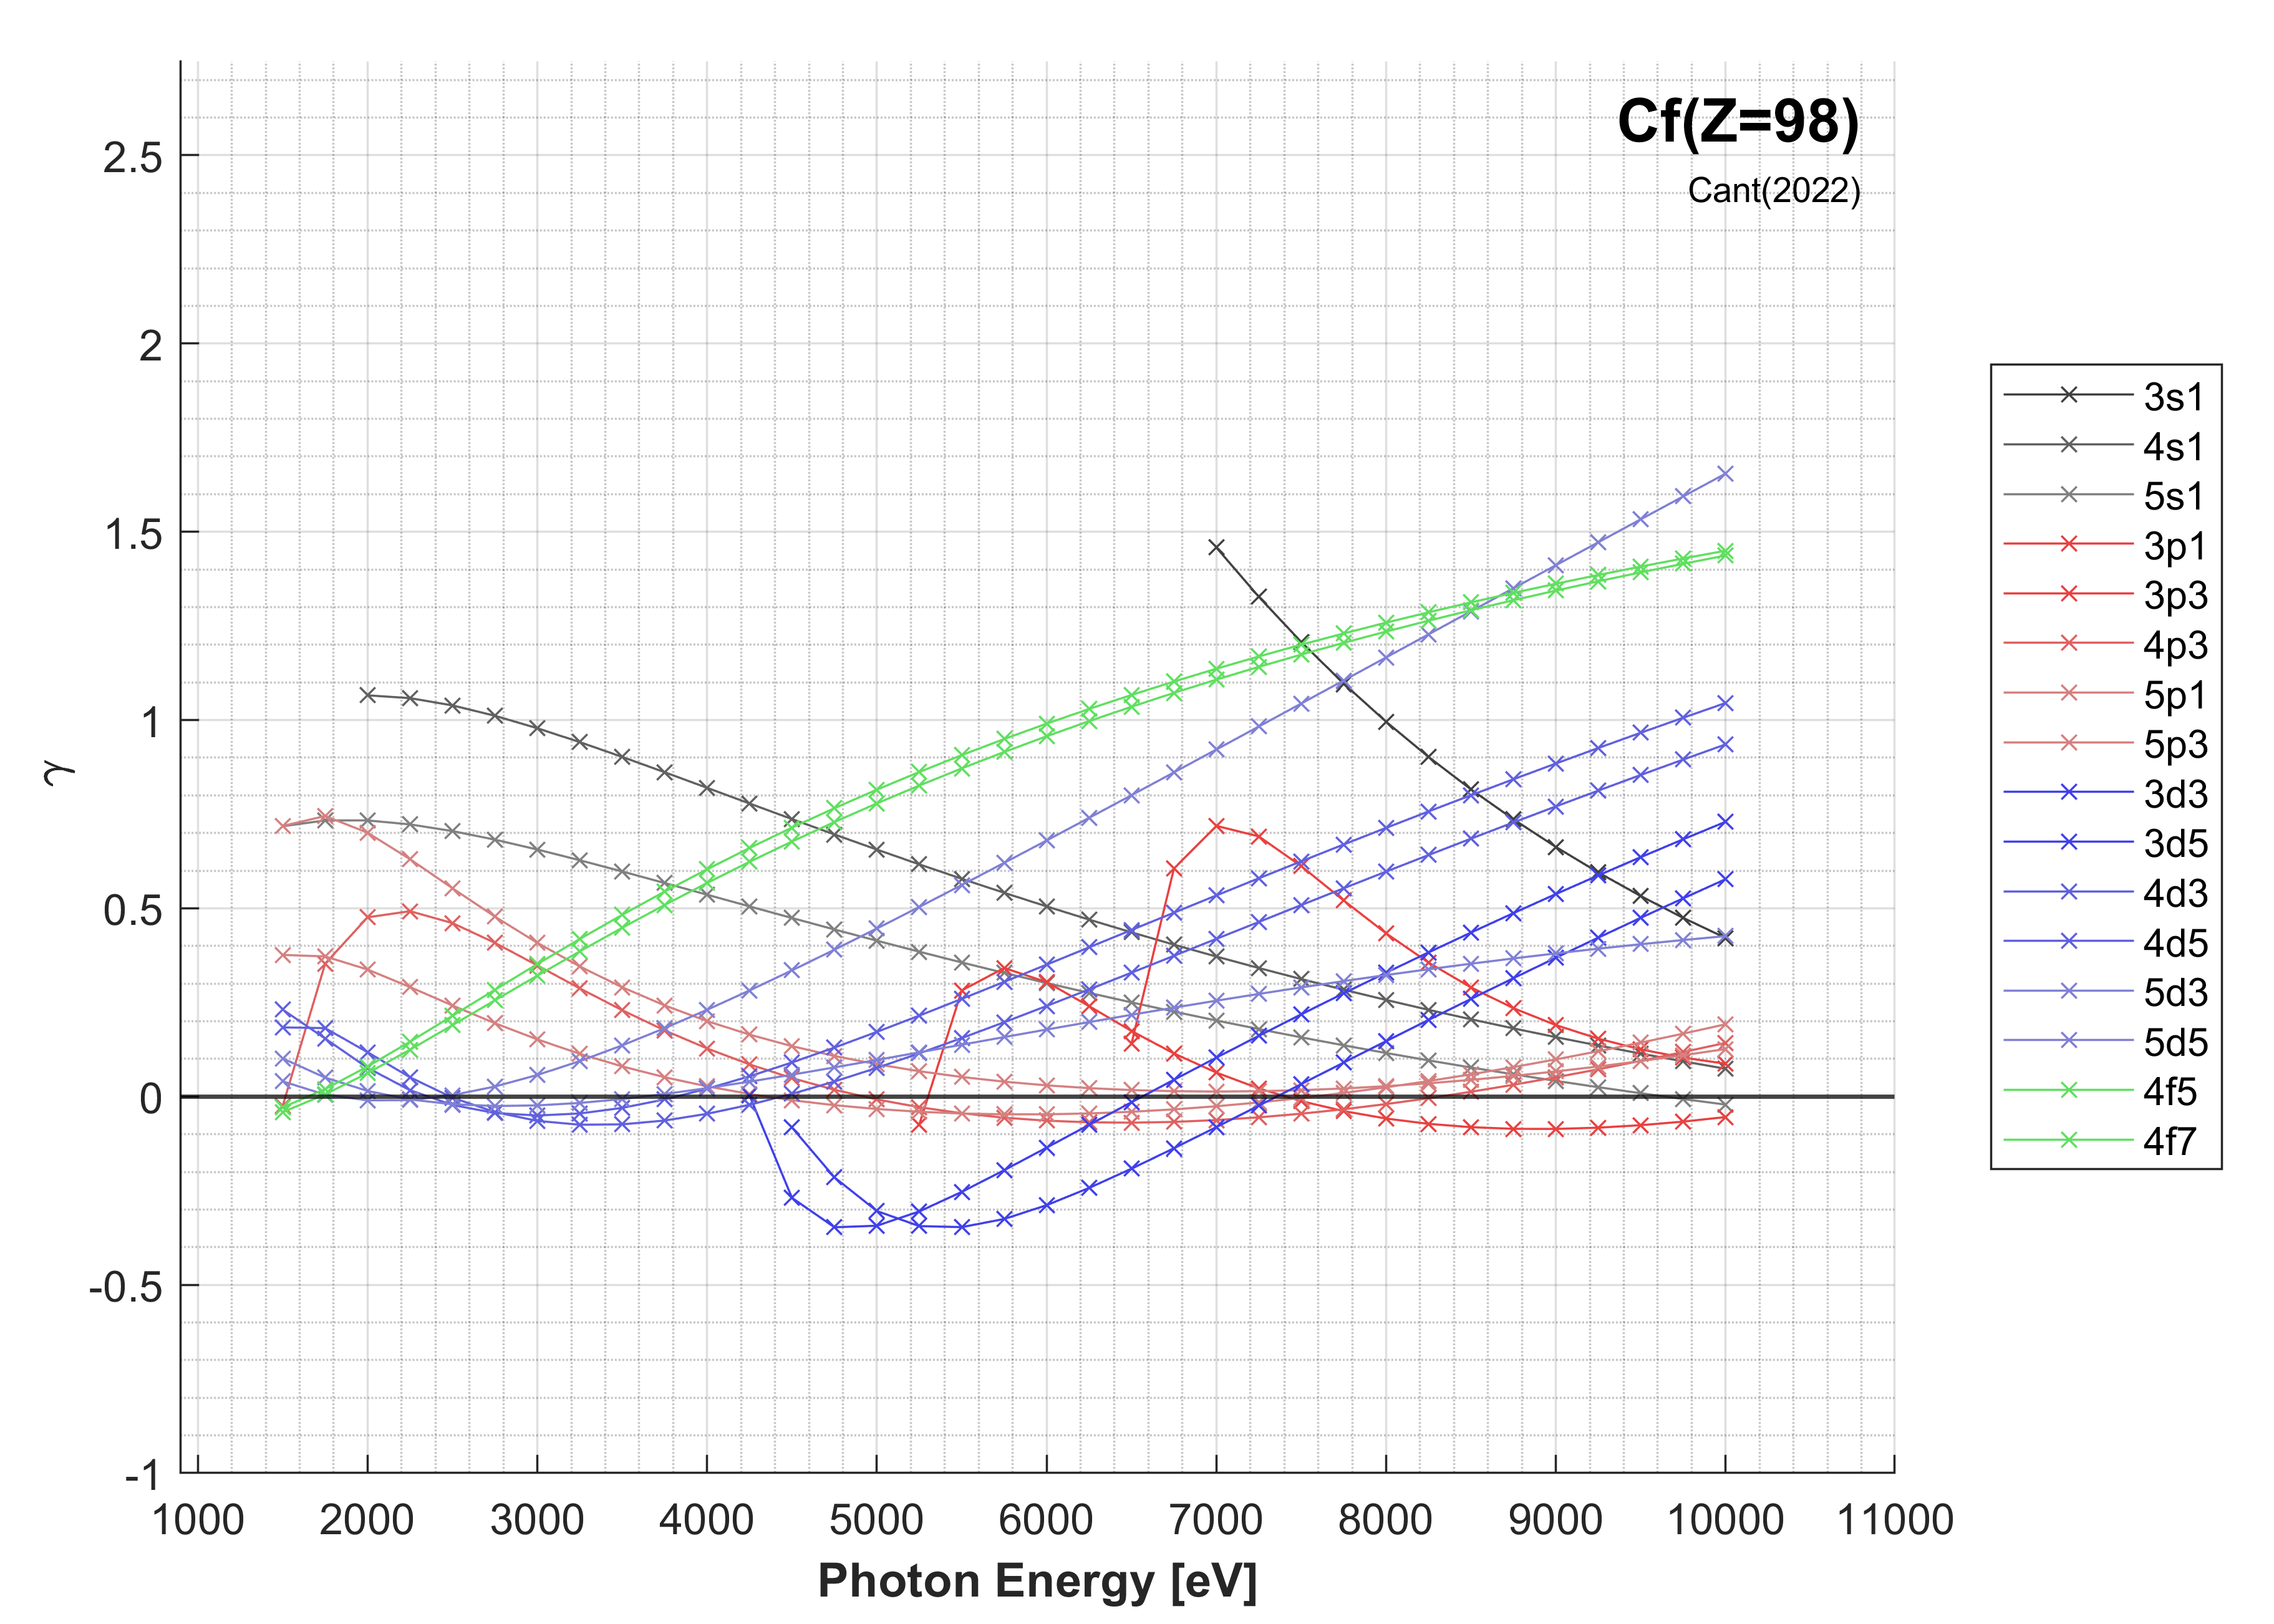 Cf(Z=98)
Cant(2022)
2.5
2
1.5
1
0.5
0
-0.5
-1
γ
1000 2000 3000 4000 5000 6000 7000 8000 9000 10000 11000
Photon Energy [eV]
3s1
4s1
5s1
3p1
3p3
4p3
5p1
5p3
3d3
3d5
4d3
4d5
5d3
5d5
4f5
4f7